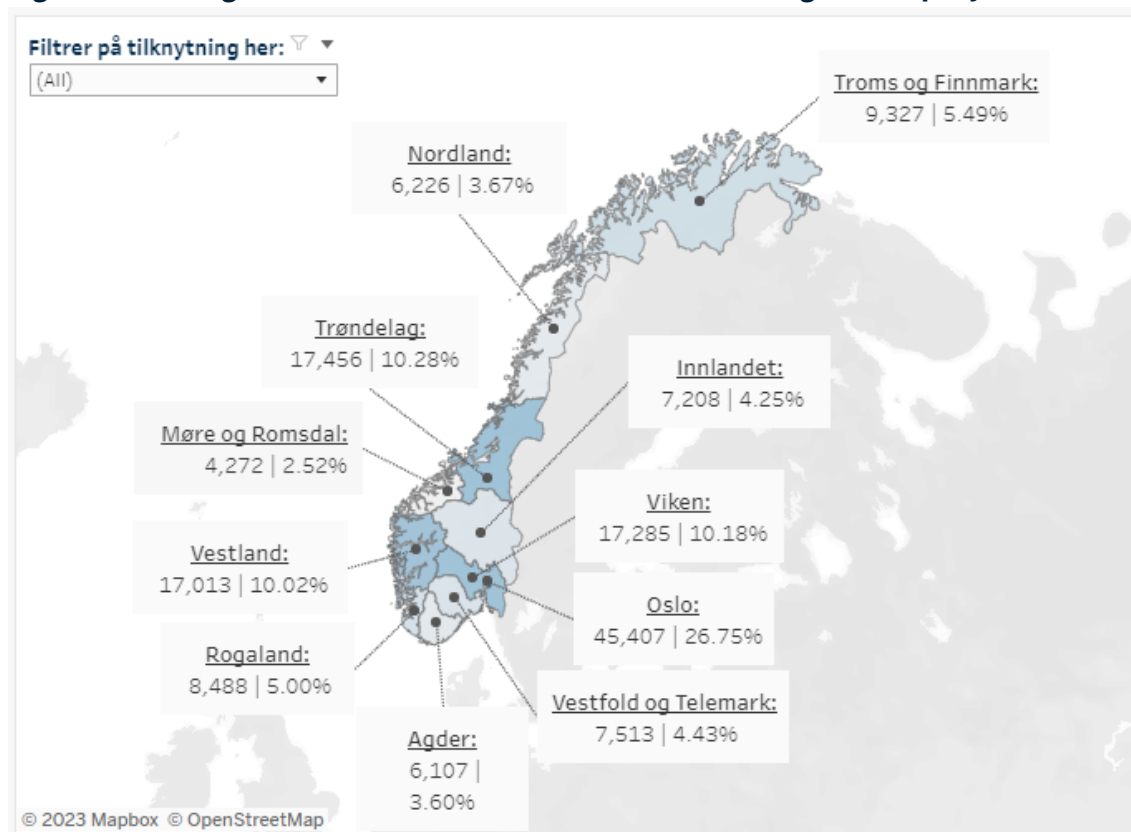 Filtrer på tilknytning her:
(All)
Troms og Finnmark:
9,327 | 5.49%
Nordland:
6,226 | 3.67%
Trøndelag:
17,456 | 10.28%
Innlandet:
7,208 | 4.25%
Møre og Romsdal:
4,272 | 2.52%
Viken:
17,285 | 10.18%
Vestland:
17,013 | 10.02%
Oslo:
45,407 | 26.75%
Rogaland:
8,488 | 5.00%
Vestfold og Telemark:
7,513 | 4.43%
Agder:
6,107 |
3.60%
© 2023 Mapbox © OpenStreetMap